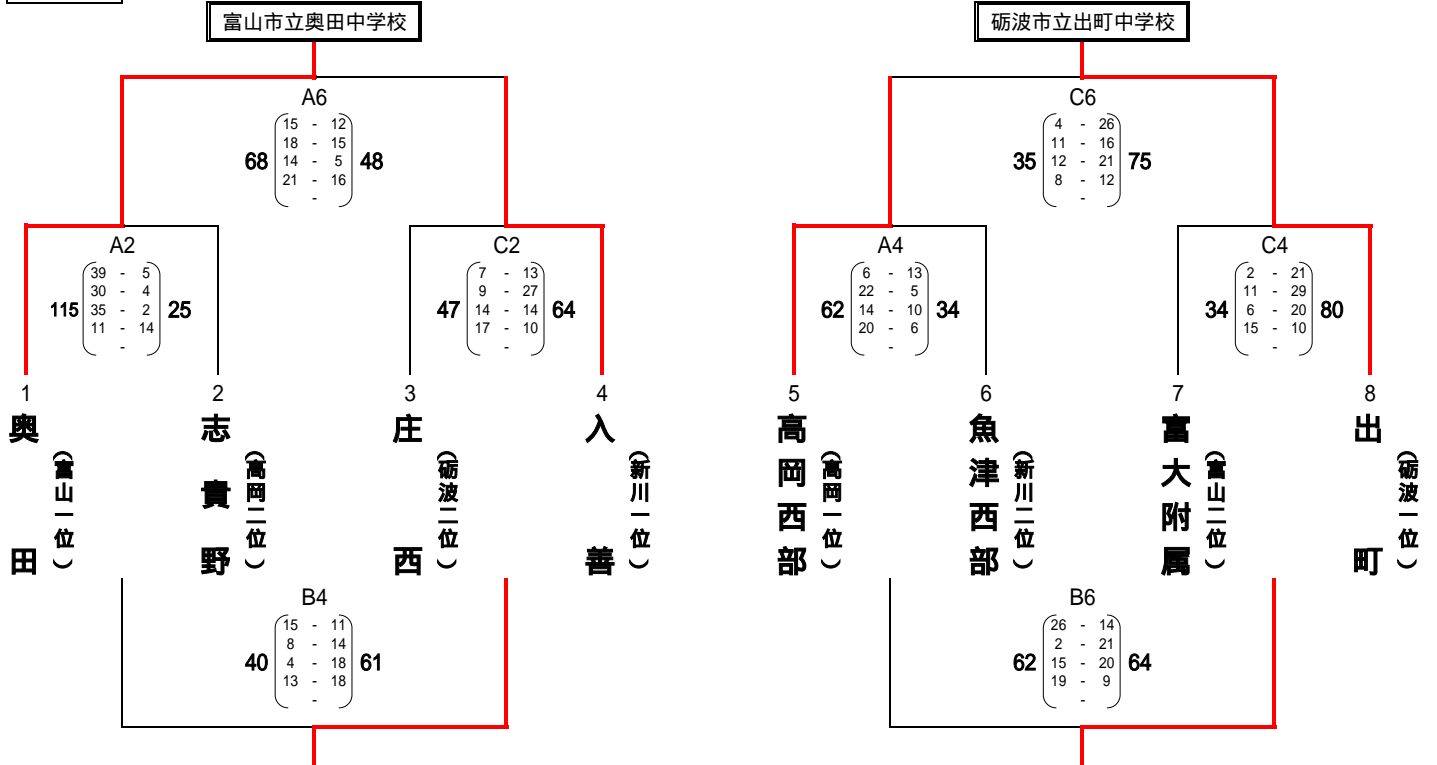 富山市立奥田中学校
砺波市立出町中学校
A6
15 - 12
18 - 15
68 14 - 5 48
21 - 16
-
C6
4 - 26
11 - 16
35 12 - 21 75
8 - 12
-
A2
39 - 5
30 - 4
115 35 - 2 25
11 - 14
-
C2
7 - 13
9 - 27
47 14 - 14 64
17 - 10
-
A4
6 - 13
22 - 5
62 14 - 10 34
20 - 6
-
C4
2 - 21
11 - 29
34 6 - 20 80
15 - 10
-
1
奥田
(富山一位)
2
志貴野
(高岡二位)
3
庄西
(砺波二位)
4
入善
(新川一位)
5
高岡西部
(高岡一位)
6
魚津西部
(新川二位)
7
富大附属
(富山二位)
8
出町
(砺波一位)
B4
15 - 11
8 - 14
40 4 - 18 61
13 - 18
-
B6
26 - 14
2 - 21
62 15 - 20 64
19 - 9
-